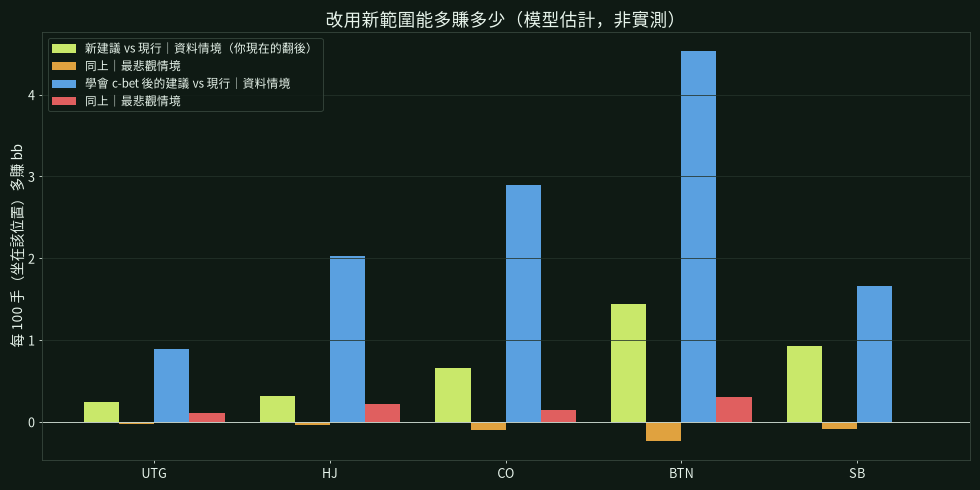 改用新範圍能多賺多少（模型估計，非實測）
新建議 vs 現行｜資料情境（你現在的翻後）
同上｜最悲觀情境
學會 c-bet 後的建議 vs 現行｜資料情境
同上｜最悲觀情境
每 100 手（坐在該位置）多賺 bb
4
3
2
1
0
UTG
HJ
CO
BTN
SB